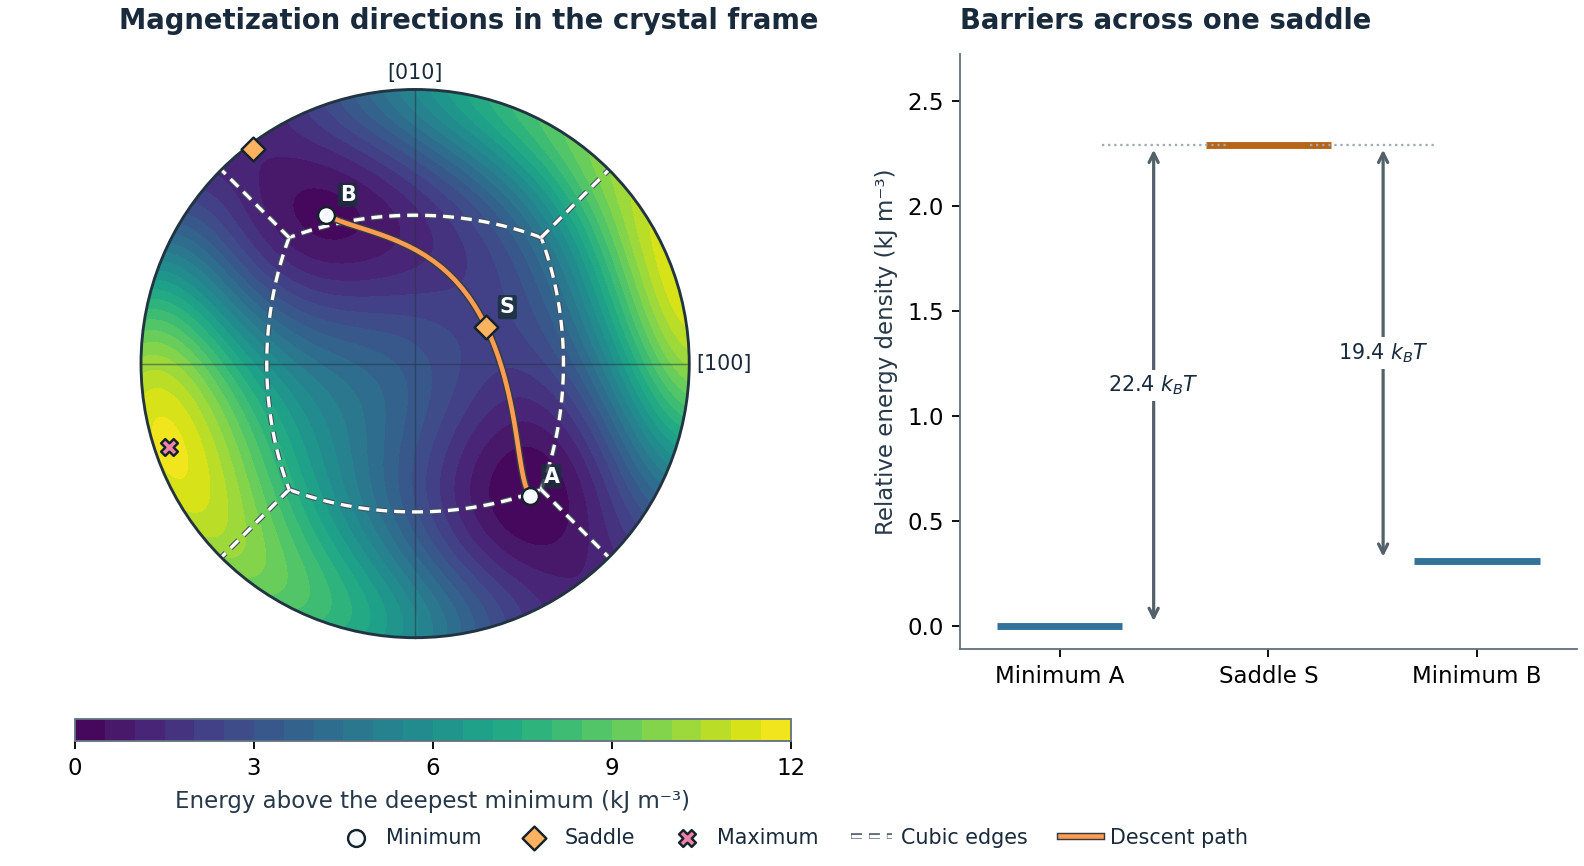 Magnetization directions in the crystal frame
[010]
[100]
B
S
A
0 3 6 9 12
Energy above the deepest minimum (kJ m⁻³)
Barriers across one saddle
Relative energy density (kJ m⁻³)
2.5
2.0
1.5
1.0
0.5
0.0
22.4 k_BT
19.4 k_BT
Minimum A Saddle S Minimum B
Minimum Saddle Maximum Cubic edges Descent path